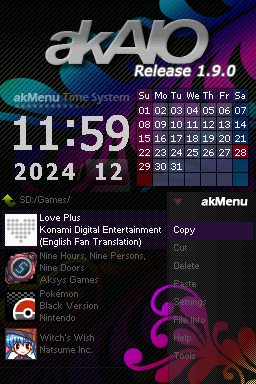 akAIO
Release 1.9.0
akMenu Time System
11:59
2024 / 12
Su Mo Tu We Th Fr Sa
01 02 03 04 05 06 07
08 09 10 11 12 13 14
15 16 17 18 19 20 21
22 23 24 25 26 27 28
29 30 31
SD:/Games/
akMenu
Love Plus
Konami Digital Entertainment
(English Fan Translation)
Nine Hours, Nine Persons,
Nine Doors
Aksys Games
Pokémon
Black Version
Nintendo
Witch's Wish
Natsume Inc.
Copy
Cut
Delete
Paste
Settings
File Info
Help
Tools